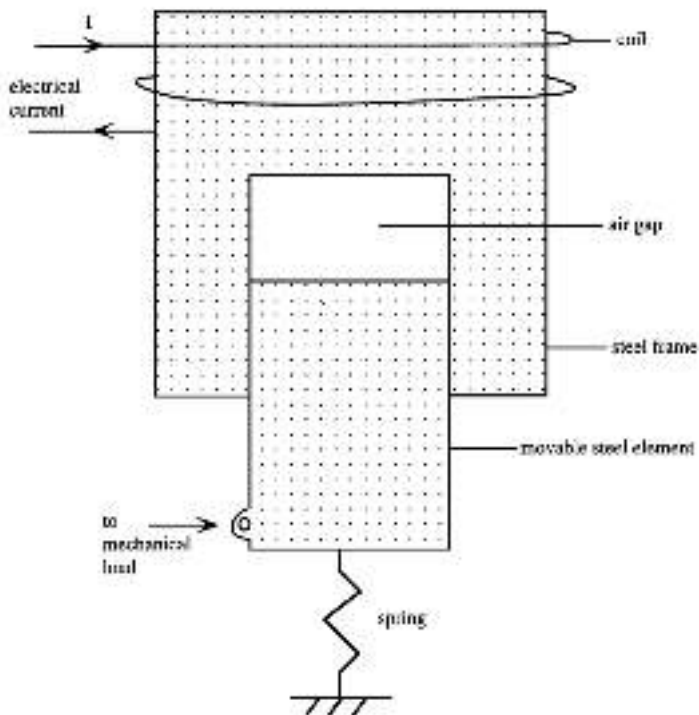 I
coil
electrical
current
air gap
steel frame
movable steel element
to
mechanical
load
spring